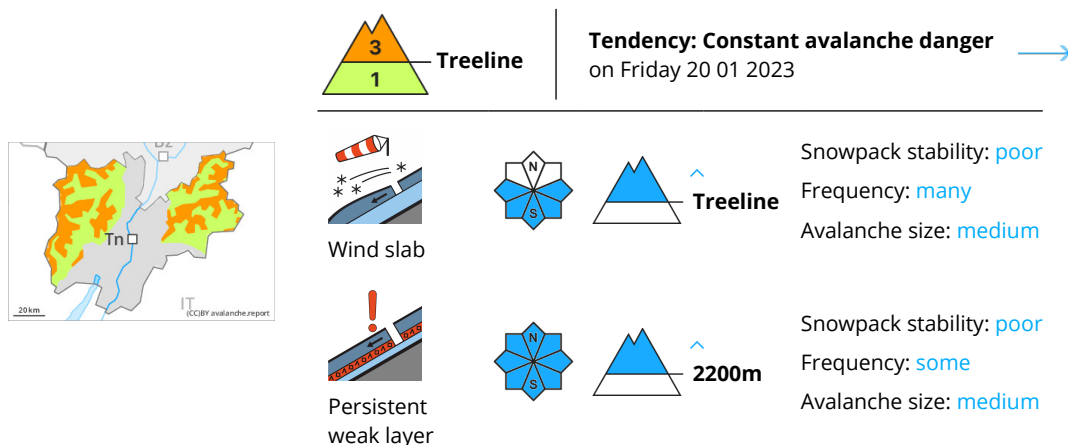 3
1
Treeline
Tendency: Constant avalanche danger
on Friday 20 01 2023
Tn
20 km
IT
(CC)BY avalanche.report
N
S
Wind slab
Treeline
Snowpack stability: poor
Frequency: many
Avalanche size: medium
N
S
Persistent
weak layer
2200m
Snowpack stability: poor
Frequency: some
Avalanche size: medium